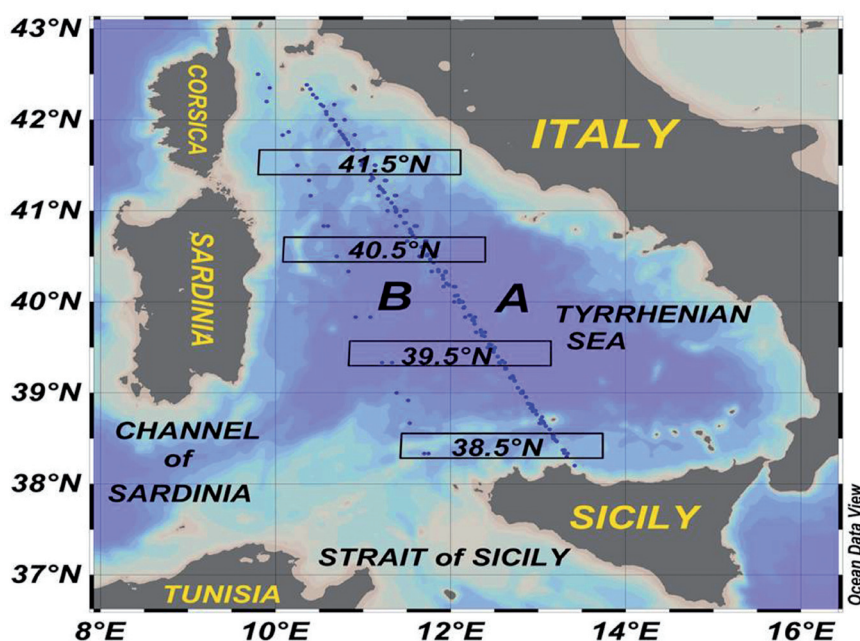 43°N
42°N
41°N
40°N
39°N
38°N
37°N
8°E
10°E
12°E
14°E
16°E
CORSICA
ITALY
41.5°N
SARDINIA
40.5°N
B
A
TYRRHENIAN
SEA
39.5°N
CHANNEL
of
SARDINIA
38.5°N
SICILY
STRAIT of SICILY
TUNISIA
Ocean Data View